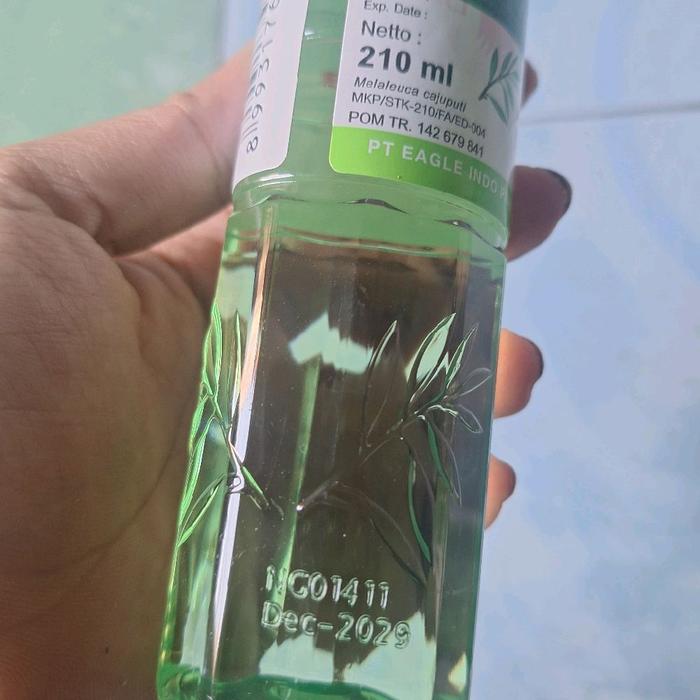 Exp. Date :
Netto :
210 ml
Melaleuca cajuputi
MKP/STK-210/FA/ED-004
POM TR. 142 679 841
PT EAGLE INDO
NG01411
Dec-2029